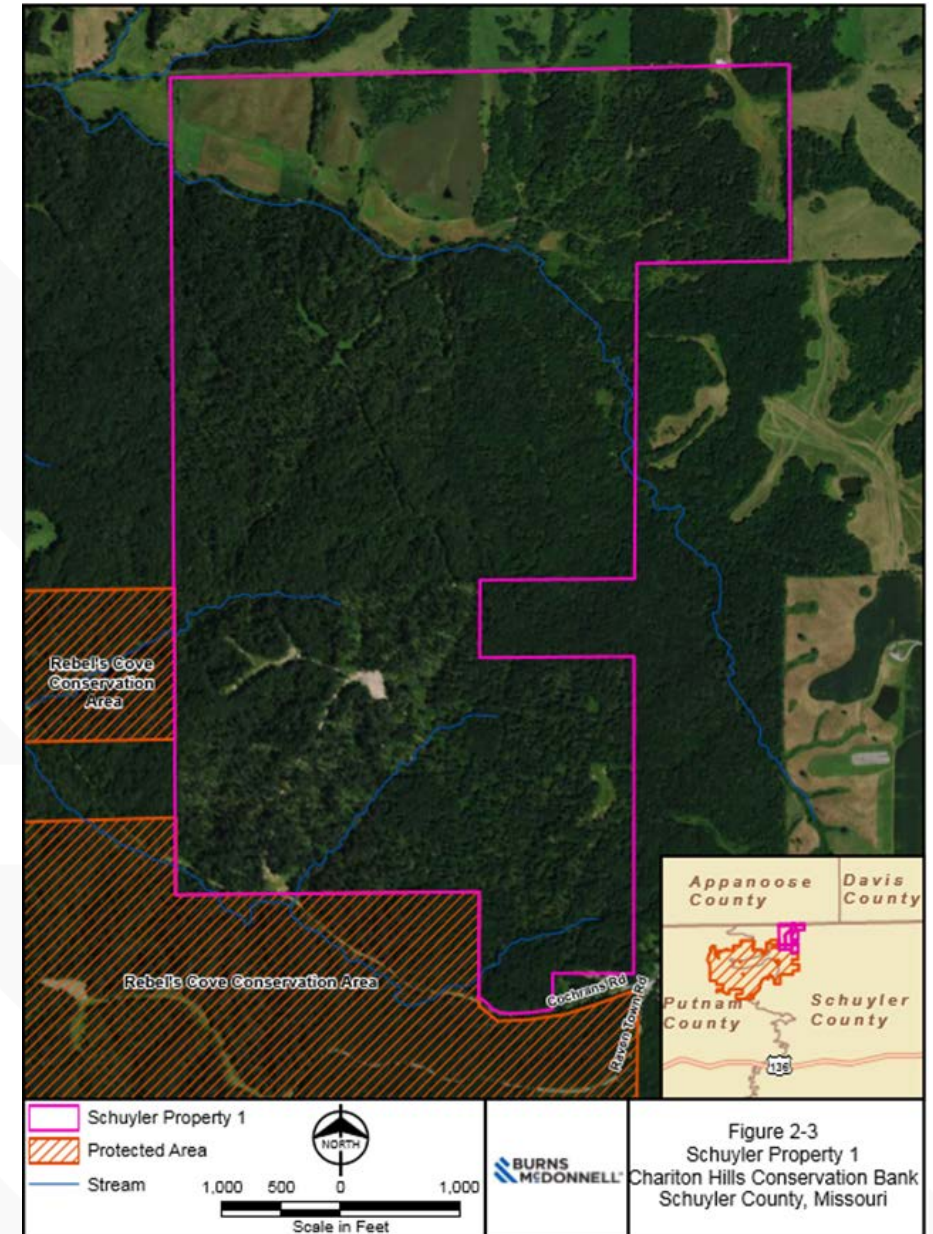 Rebel's Cove
Conservation
Area
Rebel's Cove Conservation Area
Cochrans Rd
Raven Town Rd
Appanoose
County
Davis
County
Putnam
County
Schuyler
County
136
Schuyler Property 1
Protected Area
Stream
NORTH
1,000 500 0 1,000
Scale in Feet
BURNS
MCDONNELL
Figure 2-3
Schuyler Property 1
Chariton Hills Conservation Bank
Schuyler County, Missouri